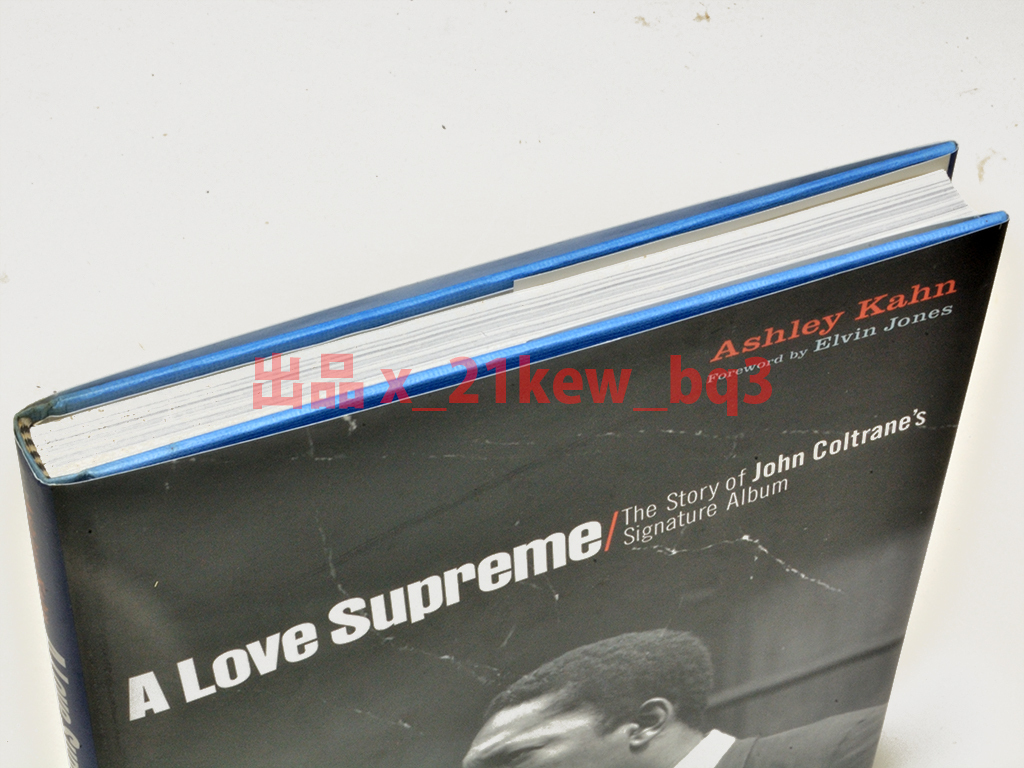 Ashley Kahn
Foreword by Elvin Jones
出品 x_21kew_bq3
A Love Supreme/
The Story of John Coltrane's
Signature Album